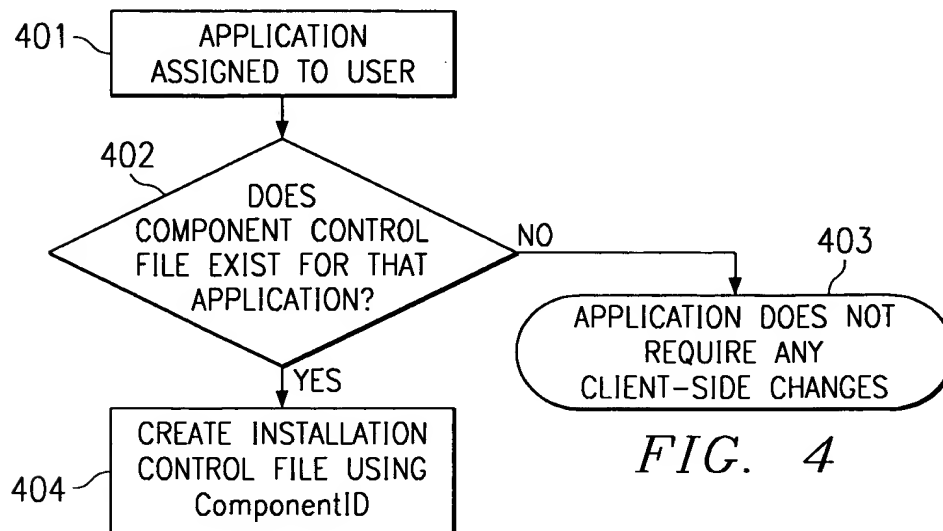 401
APPLICATION
ASSIGNED TO USER
402
DOES
COMPONENT CONTROL
FILE EXIST FOR THAT
APPLICATION?
NO
403
APPLICATION DOES NOT
REQUIRE ANY
CLIENT-SIDE CHANGES
YES
404
CREATE INSTALLATION
CONTROL FILE USING
ComponentID
FIG. 4